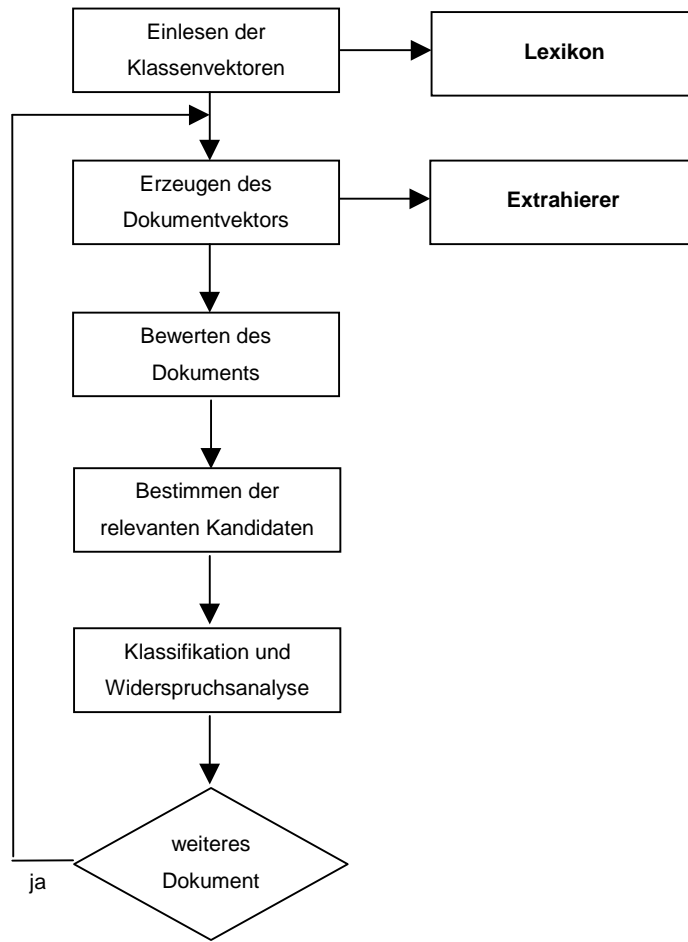 Einlesen der
Klassenvektoren
Lexikon
Erzeugen des
Dokumentvektors
Extrahierer
Bewerten des
Dokuments
Bestimmen der
relevanten Kandidaten
Klassifikation und
Widerspruchsanalyse
weiteres
Dokument
ja